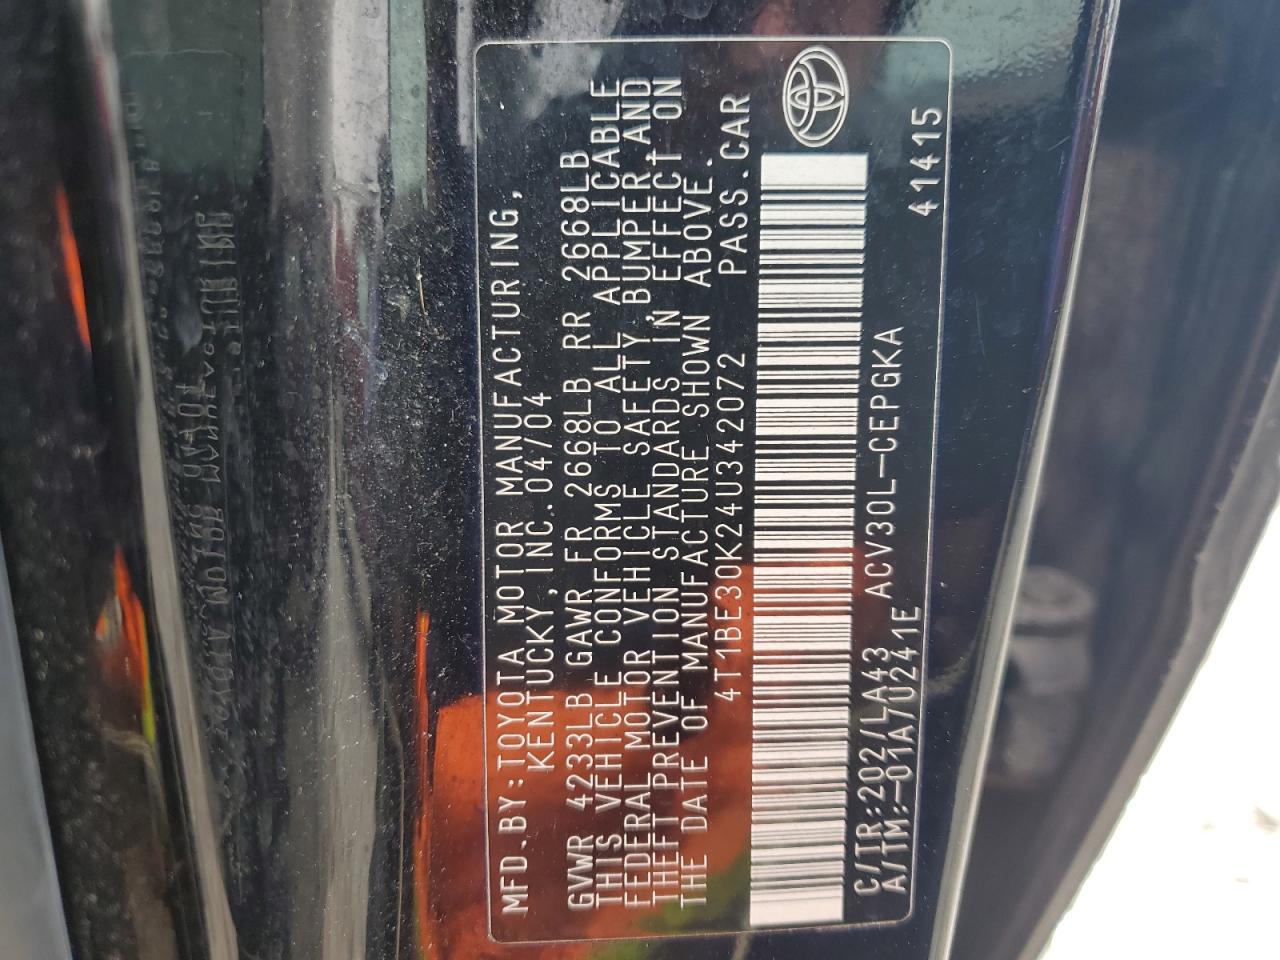 MFD.BY:TOYOTA MOTOR MANUFACTURING,
KENTUCKY, INC. 04/04
GVWR 4233LB GAWR FR 2668LB RR 2668LB
THIS VEHICLE CONFORMS TO ALL APPLICABLE
FEDERAL MOTOR VEHICLE SAFETY, BUMPER, AND
THEFT PREVENTION STANDARDS IN EFFECT ON
THE DATE OF MANUFACTURE SHOWN ABOVE.
4T1BE30K24U342072 PASS.CAR
C/TR:202/LA43 ACV30L-CEPGKA
A/TM:-01A/U241E 41415